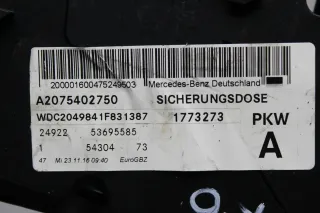 200001600475249503 Mercedes-Benz Deutschland
A2075402750 SICHERUNGSDOSE
WDC2049841F831387 1773273 PKW
24922 53695585 A
1 54304 73
47 Mi 23.11.16 09:40 EuroGBZ